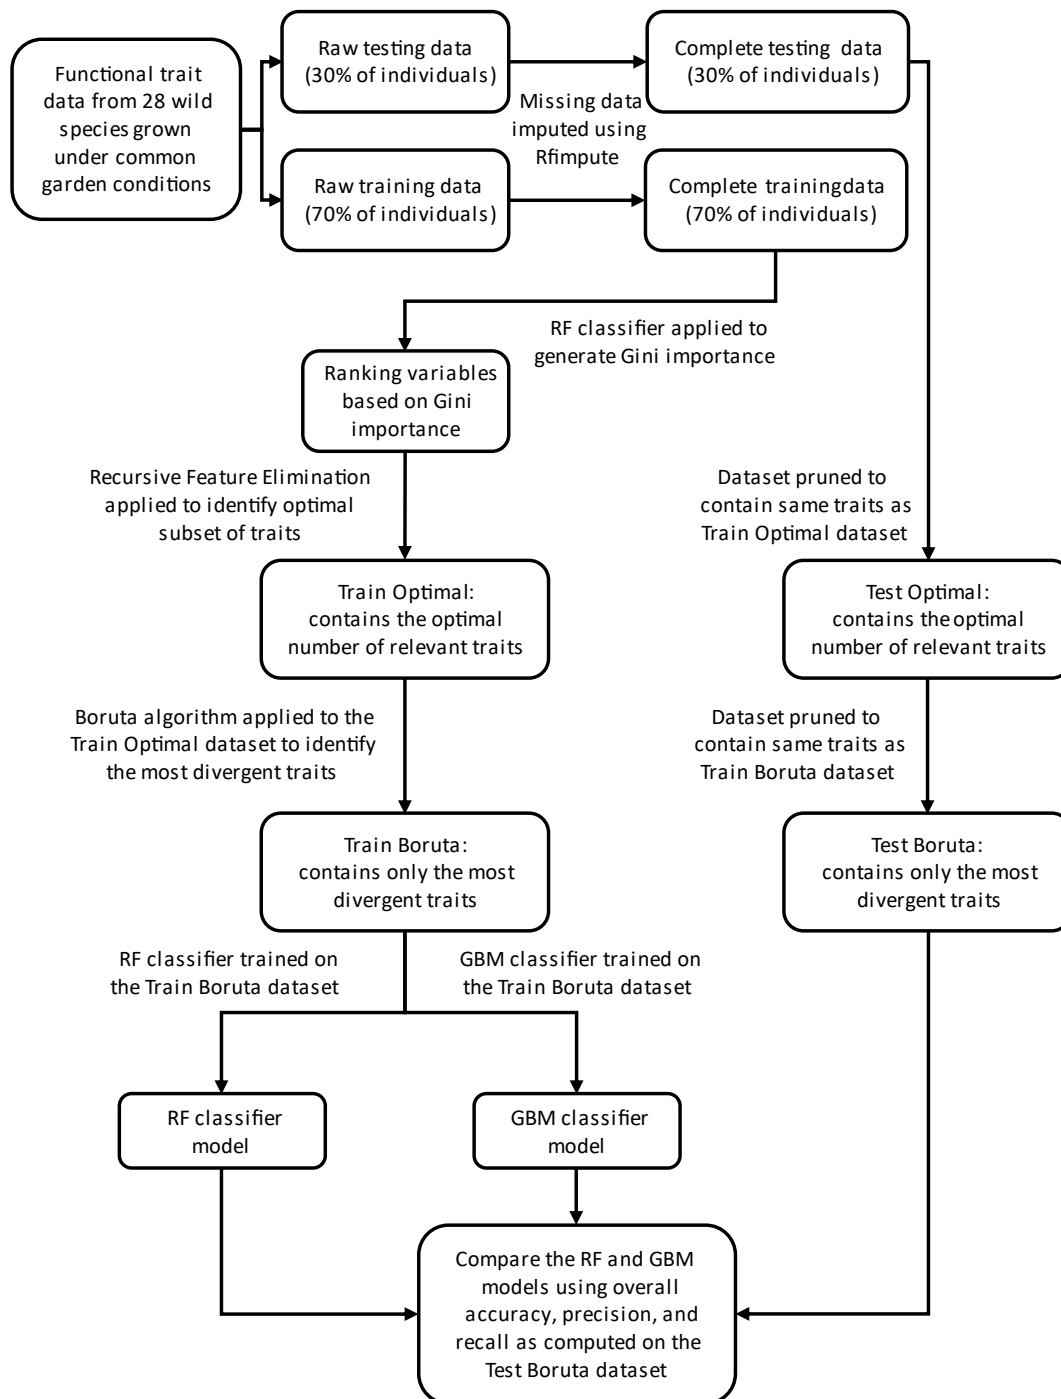 Functional trait
data from 28 wild
species grown
under common
garden conditions
Raw testing data
(30% of individuals)
Complete testing data
(30% of individuals)
Missing data
imputed using
Rfimpute
Raw training data
(70% of individuals)
Complete trainingdata
(70% of individuals)
RF classifier applied to
generate Gini importance
Ranking variables
based on Gini
importance
Recursive Feature Elimination
applied to identify optimal
subset of traits
Dataset pruned to
contain same traits as
Train Optimal dataset
Train Optimal:
contains the optimal
number of relevant traits
Test Optimal:
contains the optimal
number of relevant traits
Boruta algorithm applied to the
Train Optimal dataset to identify
the most divergent traits
Dataset pruned to
contain same traits as
Train Boruta dataset
Train Boruta:
contains only the most
divergent traits
Test Boruta:
contains only the most
divergent traits
RF classifier trained on
the Train Boruta dataset
GBM classifier trained on
the Train Boruta dataset
RF classifier
model
GBM classifier
model
Compare the RF and GBM
models using overall
accuracy, precision, and
recall as computed on the
Test Boruta dataset